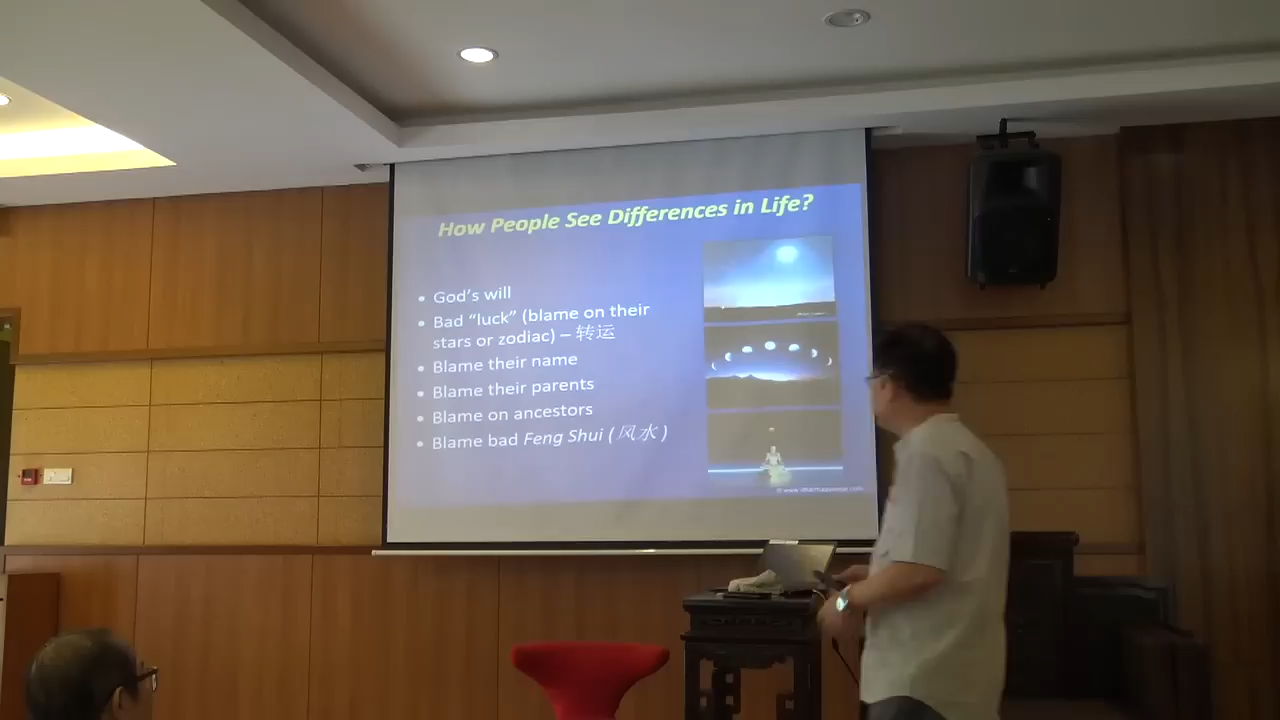 How People See Differences in Life?
• God's will
• Bad “luck” (blame on their
stars or zodiac) – 转运
• Blame their name
• Blame their parents
• Blame on ancestors
• Blame bad Feng Shui (风水)